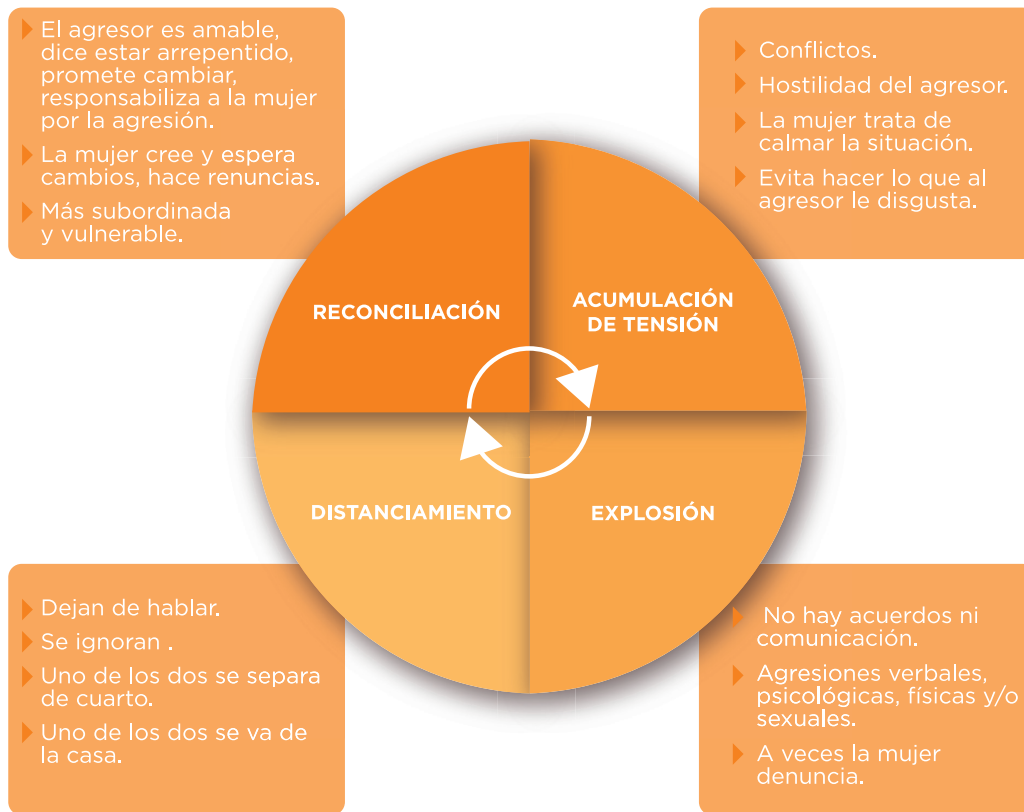 El agresor es amable,
dice estar arrepentido,
promete cambiar,
responsabiliza a la mujer
por la agresión.
La mujer cree y espera
cambios, hace renuncias.
Más subordinada
y vulnerable.
Conflictos.
Hostilidad del agresor.
La mujer trata de
calmar la situación.
Evita hacer lo que al
agresor le disgusta.
RECONCILIACIÓN
ACUMULACIÓN
DE TENSIÓN
DISTANCIAMIENTO
EXPLOSIÓN
Dejan de hablar.
Se ignoran .
Uno de los dos se separa
de cuarto.
Uno de los dos se va de
la casa.
No hay acuerdos ni
comunicación.
Agresiones verbales,
psicológicas, físicas y/o
sexuales.
A veces la mujer
denuncia.